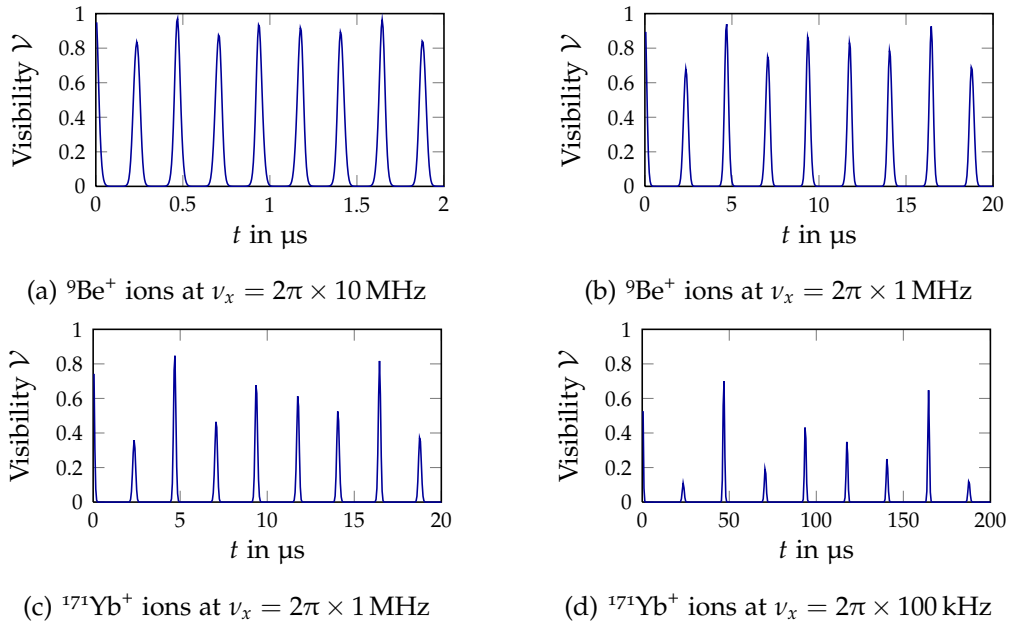 1
0.8
0.6
0.4
0.2
0
Visibility 𝒱
0 0.5 1 1.5 2
t in µs
(a) ⁹Be⁺ ions at νₓ = 2π × 10 MHz
1
0.8
0.6
0.4
0.2
0
Visibility 𝒱
0 5 10 15 20
t in µs
(b) ⁹Be⁺ ions at νₓ = 2π × 1 MHz
1
0.8
0.6
0.4
0.2
0
Visibility 𝒱
0 5 10 15 20
t in µs
(c) ¹⁷¹Yb⁺ ions at νₓ = 2π × 1 MHz
1
0.8
0.6
0.4
0.2
0
Visibility 𝒱
0 50 100 150 200
t in µs
(d) ¹⁷¹Yb⁺ ions at νₓ = 2π × 100 kHz